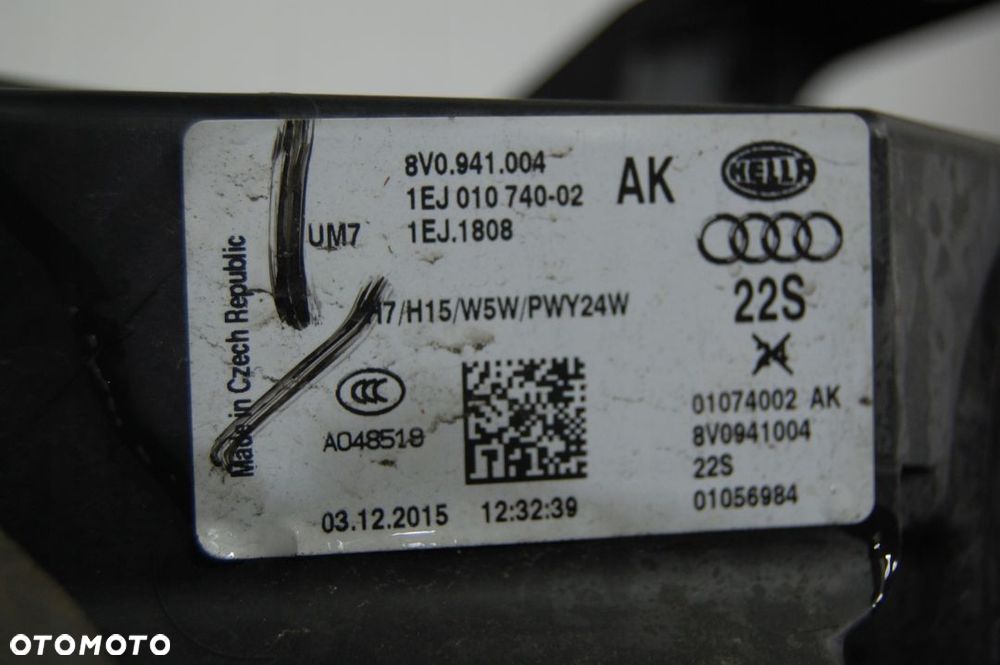 8V0.941.004
1EJ 010 740-02
1EJ.1808
AK
HELLA
UM7
22S
H7/H15/W5W/PWY24W
Made in Czech Republic
CCC
A048518
01074002 AK
8V0941004
22S
01056984
03.12.2015 12:32:39
OTOMOTO